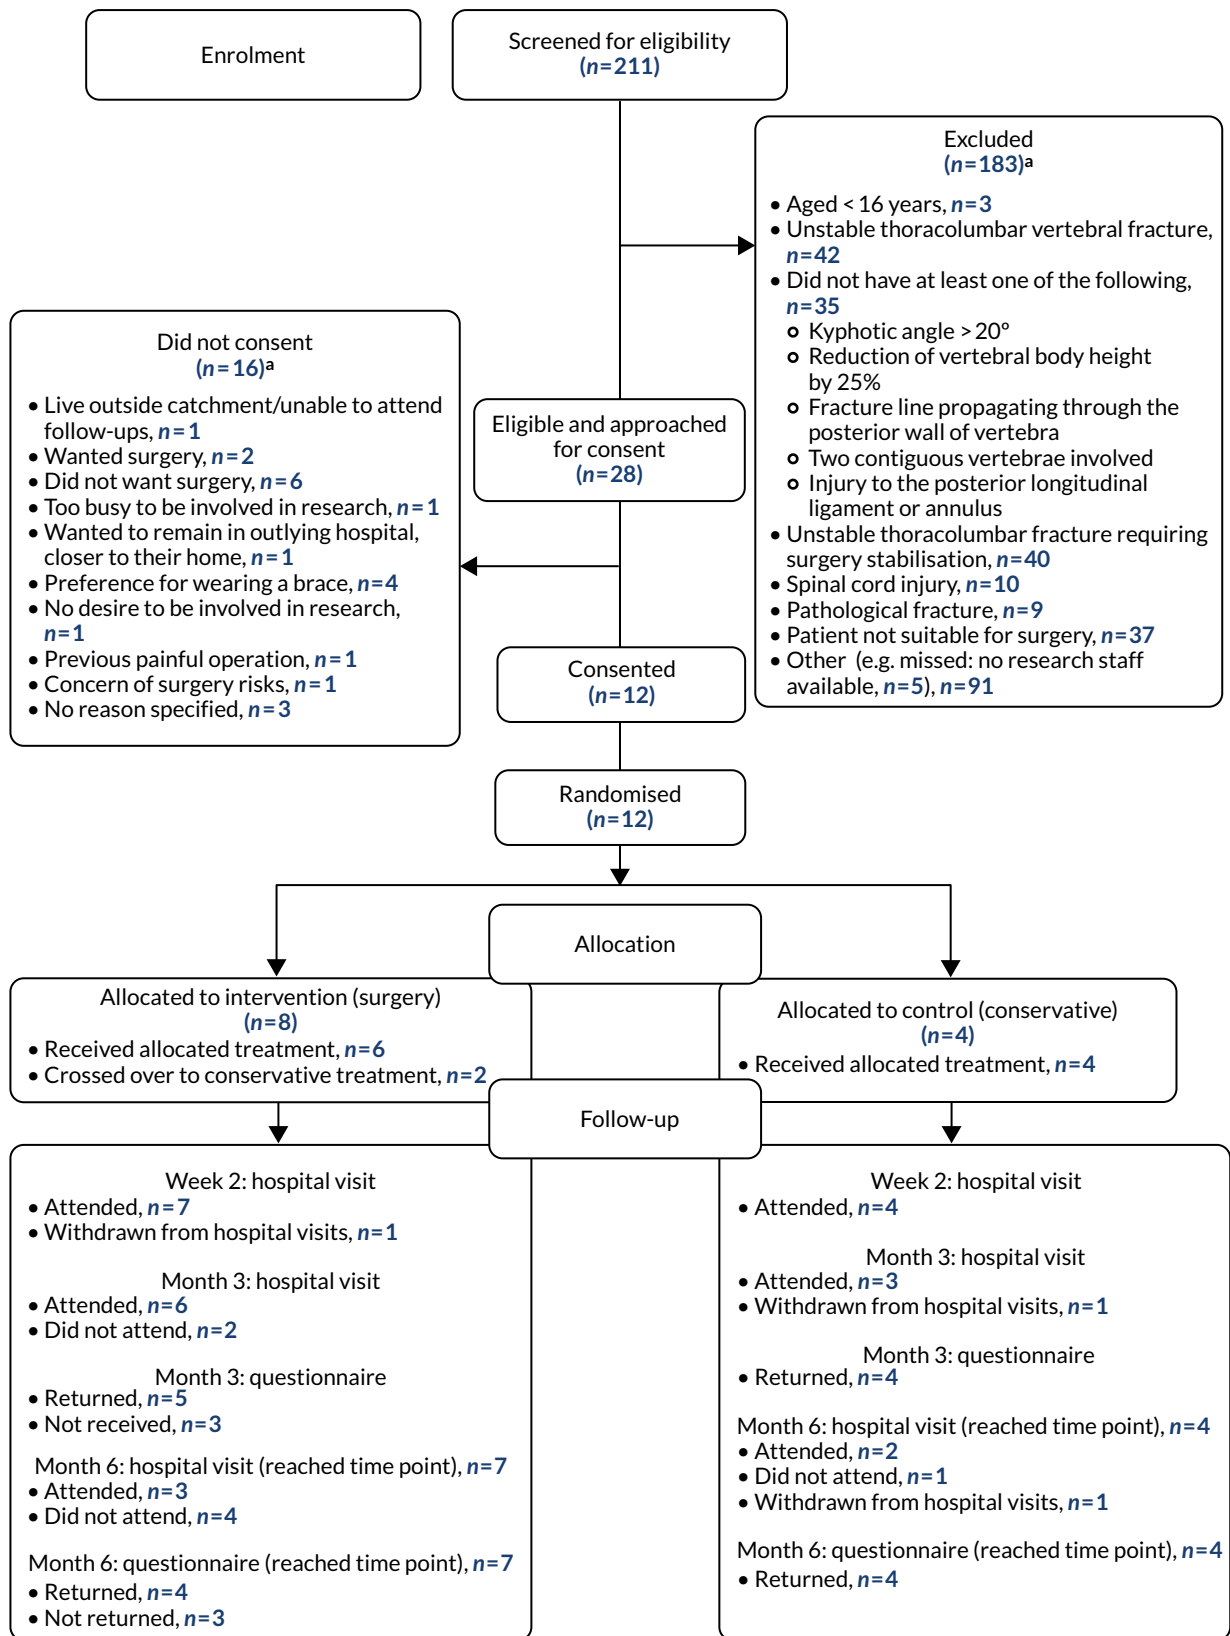 Enrolment
Screened for eligibility
(n=211)
Excluded
(n=183)ᵃ
• Aged < 16 years, n=3
• Unstable thoracolumbar vertebral fracture,
n=42
• Did not have at least one of the following,
n=35
Kyphotic angle > 20°
Reduction of vertebral body height
by 25%
Fracture line propagating through the
posterior wall of vertebra
Two contiguous vertebrae involved
Injury to the posterior longitudinal
ligament or annulus
• Unstable thoracolumbar fracture requiring
surgery stabilisation, n=40
• Spinal cord injury, n=10
• Pathological fracture, n=9
• Patient not suitable for surgery, n=37
• Other (e.g. missed: no research staff
available, n=5), n=91
Did not consent
(n=16)ᵃ
• Live outside catchment/unable to attend
follow-ups, n=1
• Wanted surgery, n=2
• Did not want surgery, n=6
• Too busy to be involved in research, n=1
• Wanted to remain in outlying hospital,
closer to their home, n=1
• Preference for wearing a brace, n=4
• No desire to be involved in research,
n=1
• Previous painful operation, n=1
• Concern of surgery risks, n=1
• No reason specified, n=3
Eligible and approached
for consent
(n=28)
Consented
(n=12)
Randomised
(n=12)
Allocation
Allocated to intervention (surgery)
(n=8)
• Received allocated treatment, n=6
• Crossed over to conservative treatment, n=2
Allocated to control (conservative)
(n=4)
• Received allocated treatment, n=4
Follow-up
Week 2: hospital visit
• Attended, n=7
• Withdrawn from hospital visits, n=1
Month 3: hospital visit
• Attended, n=6
• Did not attend, n=2
Month 3: questionnaire
• Returned, n=5
• Not received, n=3
Month 6: hospital visit (reached time point), n=7
• Attended, n=3
• Did not attend, n=4
Month 6: questionnaire (reached time point), n=7
• Returned, n=4
• Not returned, n=3
Week 2: hospital visit
• Attended, n=4
Month 3: hospital visit
• Attended, n=3
• Withdrawn from hospital visits, n=1
Month 3: questionnaire
• Returned, n=4
Month 6: hospital visit (reached time point), n=4
• Attended, n=2
• Did not attend, n=1
• Withdrawn from hospital visits, n=1
Month 6: questionnaire (reached time point), n=4
• Returned, n=4